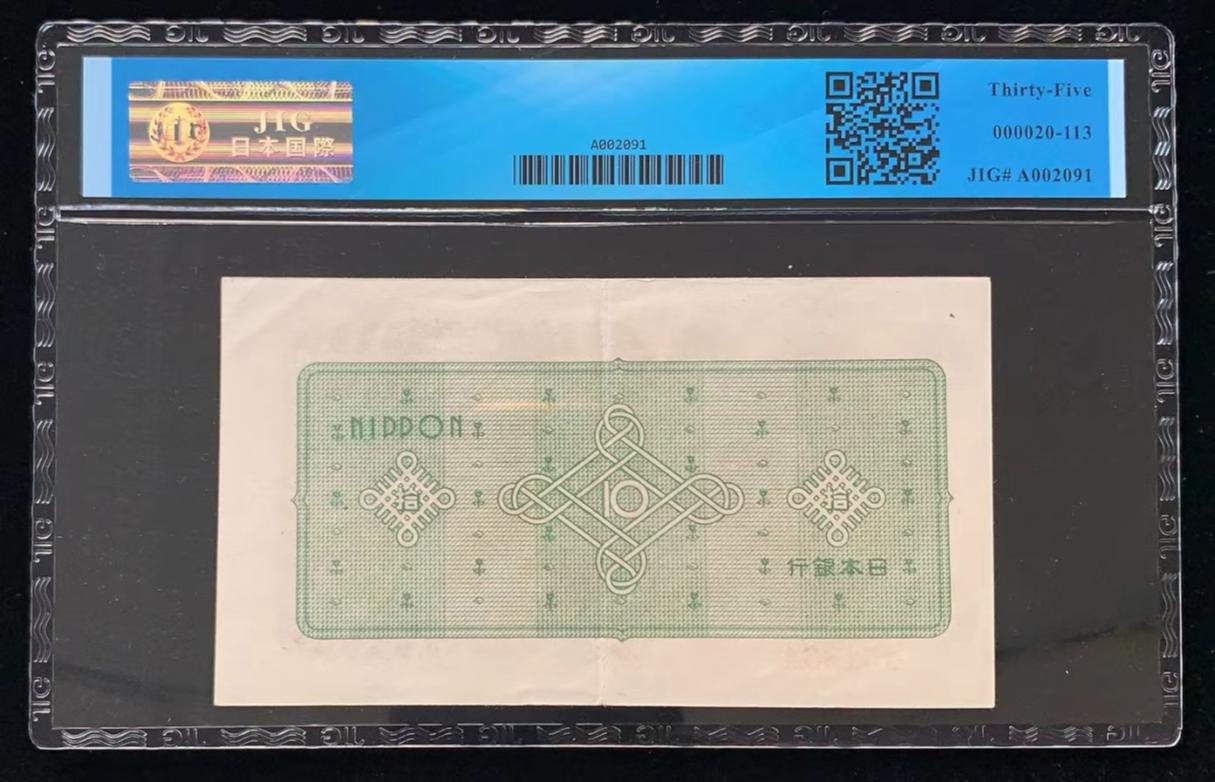 JIG
日本国際
A002091
Thirty-Five
000020-113
JIG# A002091
NIPPON
拾
10
拾
行銀本日